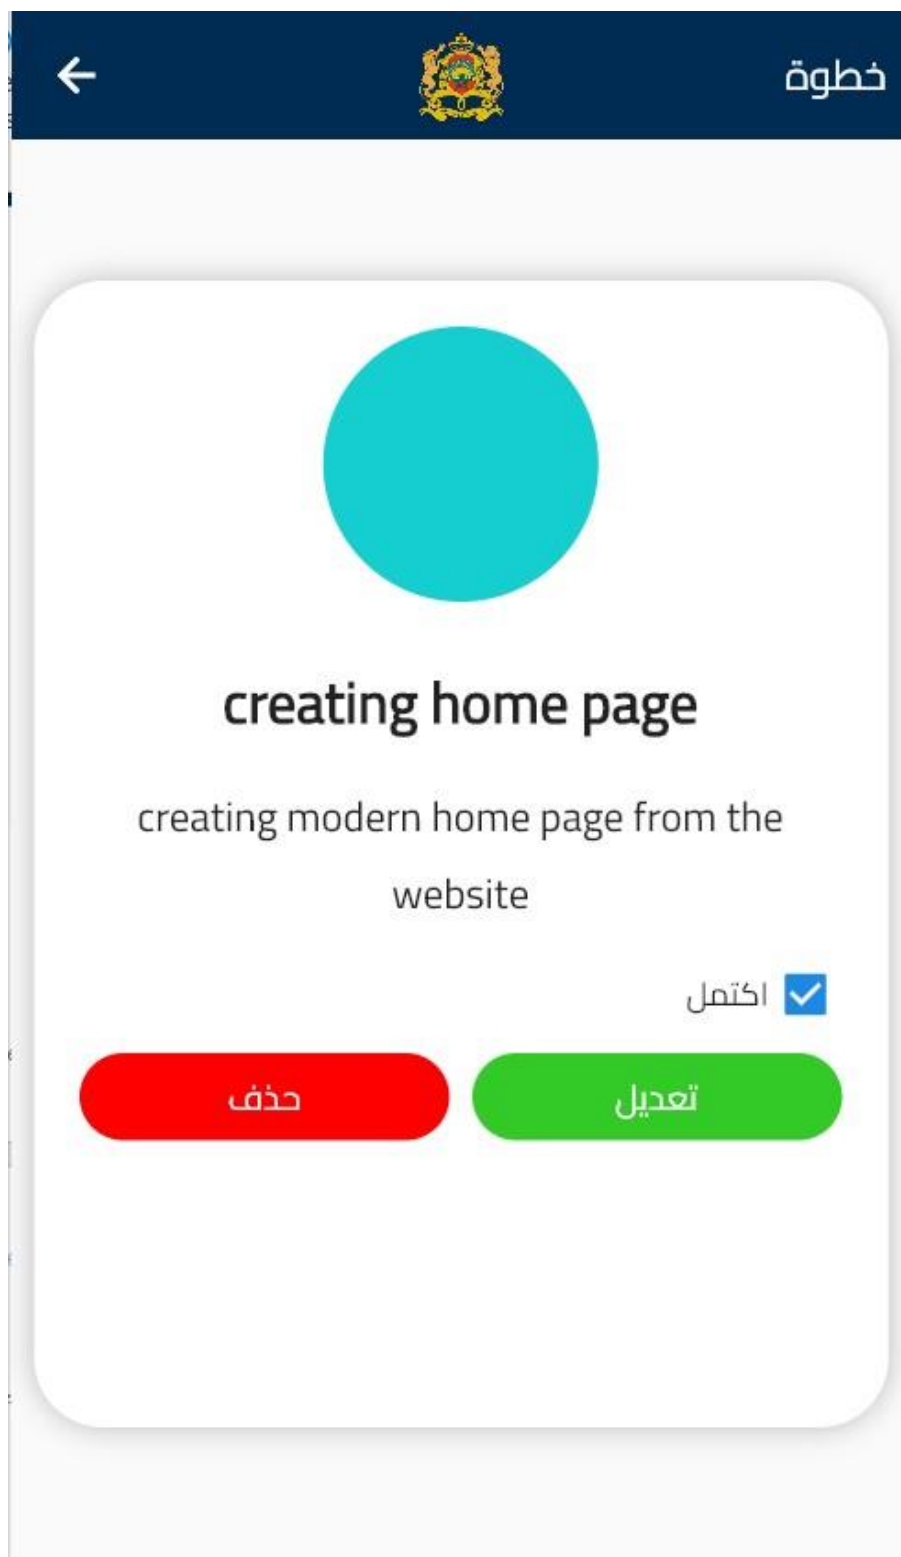 خطوة
creating home page
creating modern home page from the
website
اكتمل
تعديل
حذف